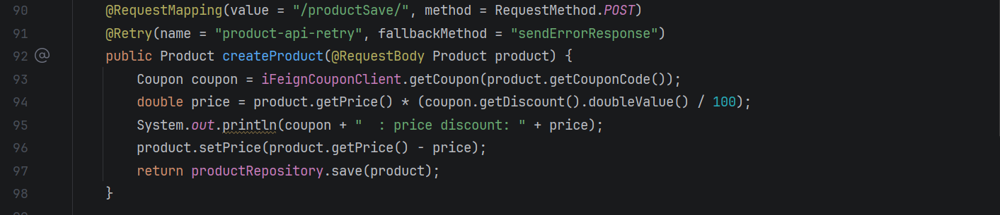 90 @RequestMapping(value = "/productSave/", method = RequestMethod.POST)
91 @Retry(name = "product-api-retry", fallbackMethod = "sendErrorResponse")
92 @ public Product createProduct(@RequestBody Product product) {
93 Coupon coupon = iFeignCouponClient.getCoupon(product.getCouponCode());
94 double price = product.getPrice() * (coupon.getDiscount().doubleValue() / 100);
95 System.out.println(coupon + "  : price discount: " + price);
96 product.setPrice(product.getPrice() - price);
97 return productRepository.save(product);
98 }